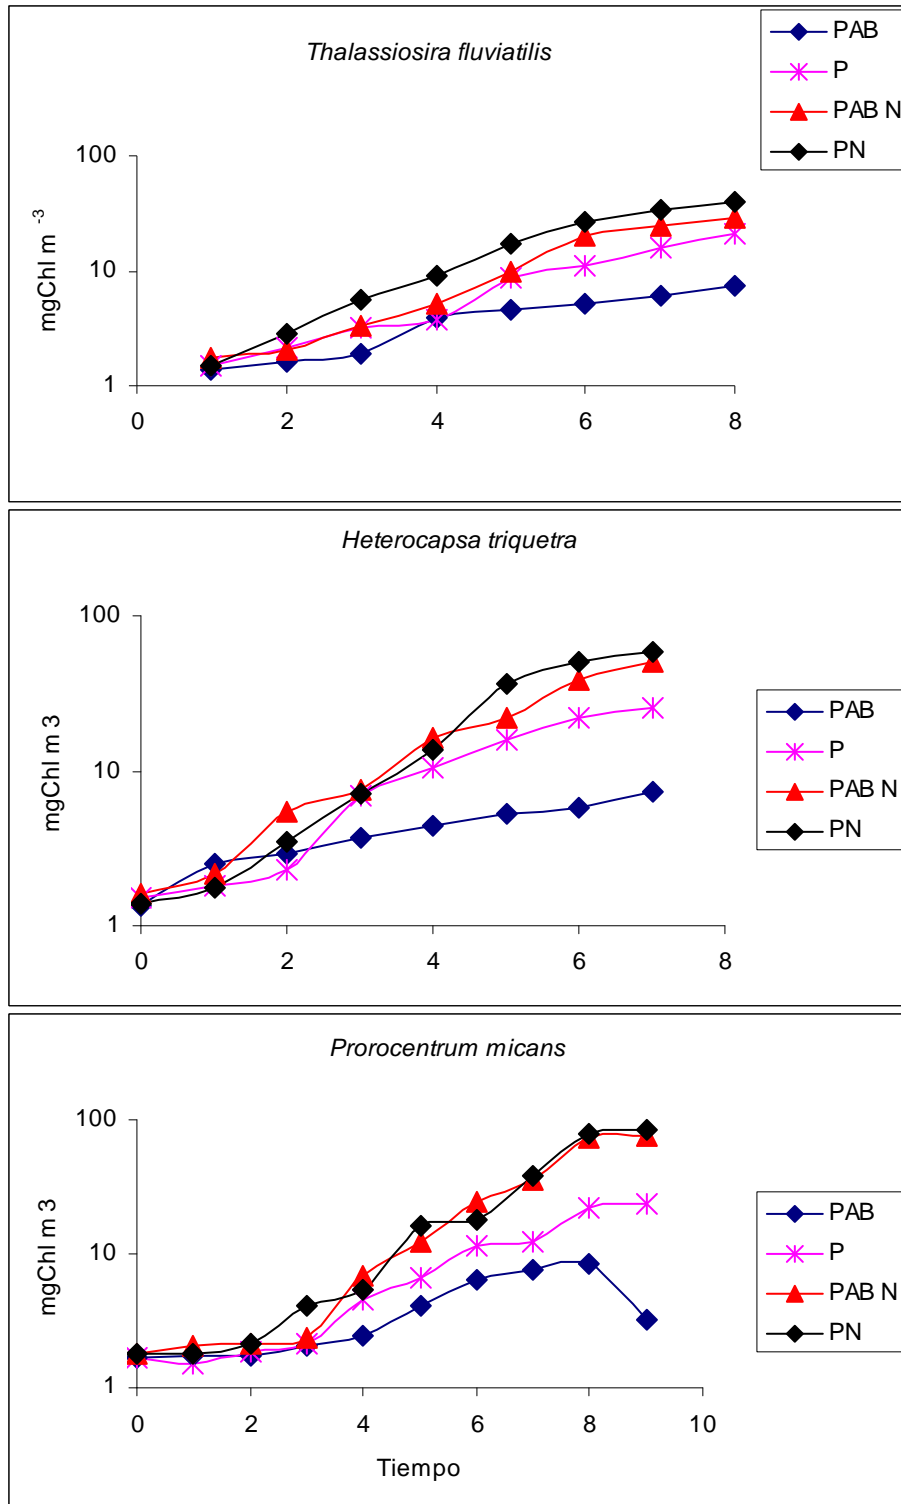 Thalassiosira fluviatilis
PAB
P
PAB N
PN
100
10
1
mgChl m -3
0 2 4 6 8
Heterocapsa triquetra
100
10
1
mgChl m 3
0 2 4 6 8
PAB
P
PAB N
PN
Prorocentrum micans
100
10
1
mgChl m 3
0 2 4 6 8 10
Tiempo
PAB
P
PAB N
PN